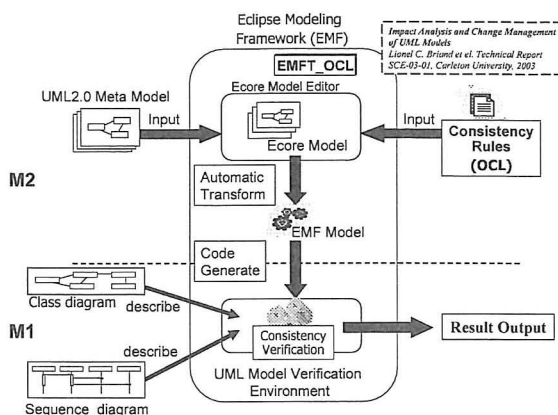 Eclipse Modeling
Framework (EMF)
EMFT_OCL
Impact Analysis and Change Management
of UML Models
Lionel C. Briand et el. Technical Report
SCE-03-01, Carleton University, 2003
UML2.0 Meta Model
Input
Ecore Model Editor
Ecore Model
Input
Consistency
Rules
(OCL)
M2
Automatic
Transform
EMF Model
Code
Generate
Class diagram
describe
M1
Consistency
Verification
Result Output
describe
UML Model Verification
Environment
Sequence diagram